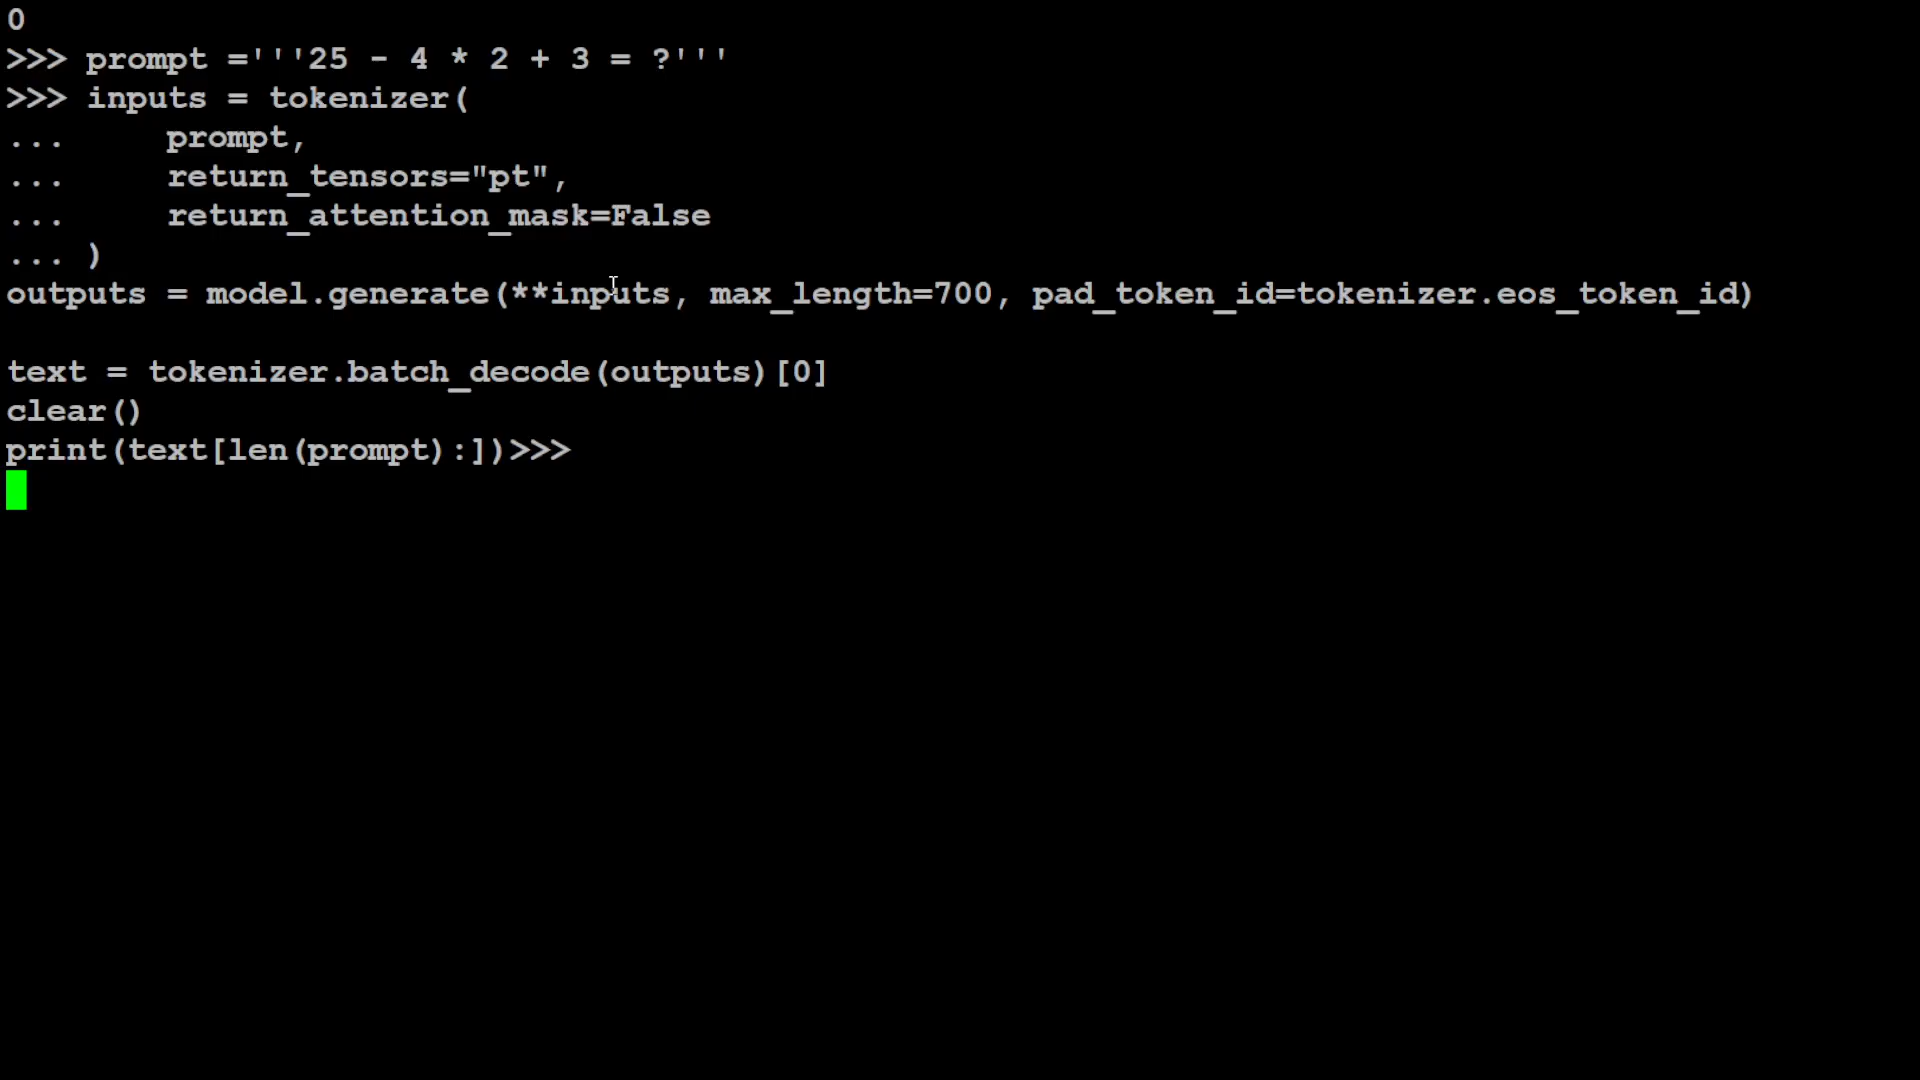 0
>>> prompt ='''25 - 4 * 2 + 3 = ?'''
>>> inputs = tokenizer(
...     prompt,
...     return_tensors="pt",
...     return_attention_mask=False
... )
outputs = model.generate(**inputs, max_length=700, pad_token_id=tokenizer.eos_token_id)
text = tokenizer.batch_decode(outputs)[0]
clear()
print(text[len(prompt):])>>>